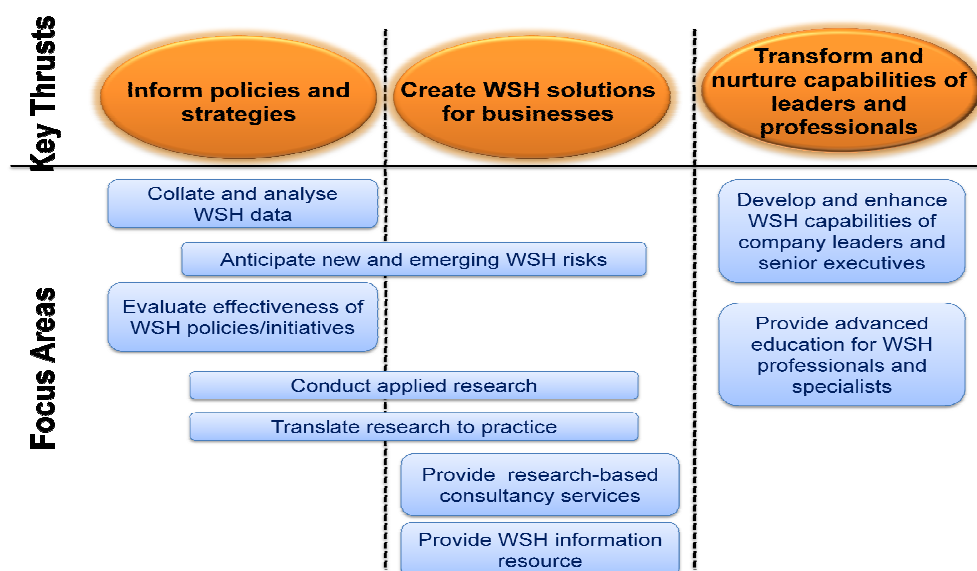 Key Thrusts
Inform policies and
strategies
Create WSH solutions
for businesses
Transform and
nurture capabilities of
leaders and
professionals
Focus Areas
Collate and analyse
WSH data
Anticipate new and emerging WSH risks
Evaluate effectiveness of
WSH policies/initiatives
Conduct applied research
Translate research to practice
Provide research-based
consultancy services
Provide WSH information
resource
Develop and enhance
WSH capabilities of
company leaders and
senior executives
Provide advanced
education for WSH
professionals and
specialists